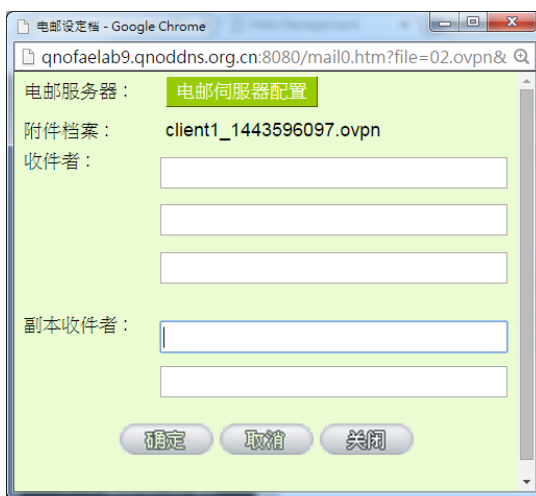 电邮设定档 - Google Chrome
qnofaelab9.qnoddns.org.cn:8080/mail0.htm?file=02.ovpn&
电邮服务器：
电邮伺服器配置
附件档案： client1_1443596097.ovpn
收件者：
副本收件者：
确定 取消 关闭